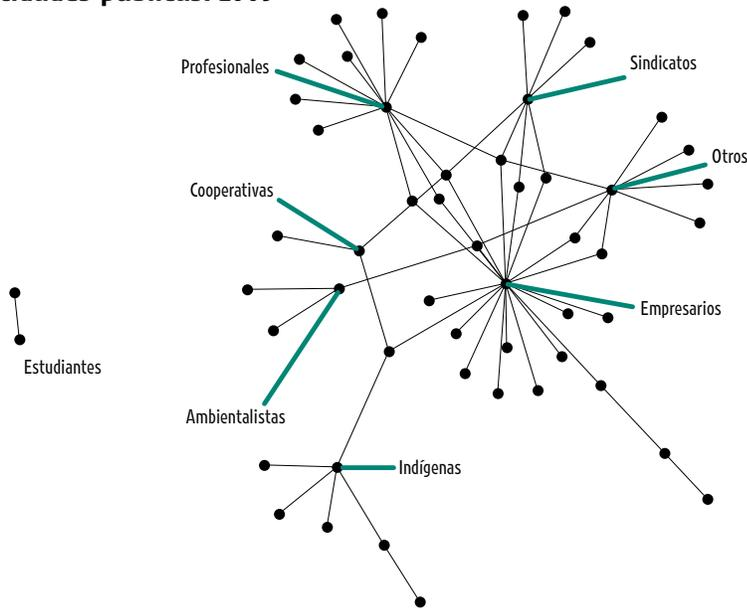 Profesionales
Sindicatos
Otros
Cooperativas
Empresarios
Estudiantes
Ambientalistas
Indígenas